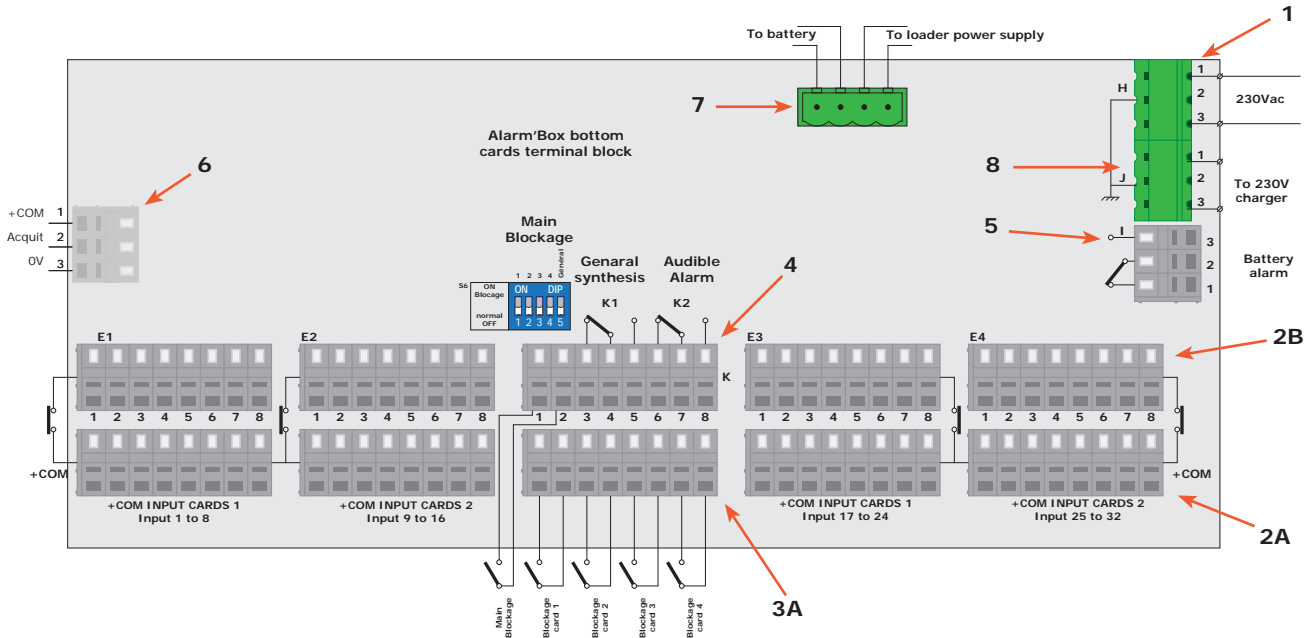 To battery
To loader power supply
1
7
H
1
2
3
230Vac
Alarm'Box bottom
cards terminal block
6
8
1
J
2
3
To 230V
charger
+COM 1
Acquit 2
0V 3
5
I
3
2
1
Battery
alarm
Main
Blockage
Genaral
synthesis
Audible
Alarm
4
1 2 3 4 Général
S6
ON
Blocage
normal
OFF
ON DIP
1 2 3 4 5
K1
K2
2B
E1
E2
E3
E4
K
1 2 3 4 5 6 7 8
1 2 3 4 5 6 7 8
1 2 3 4 5 6 7 8
1 2 3 4 5 6 7 8
1 2 3 4 5 6 7 8
+COM
+COM
+COM INPUT CARDS 1
Input 1 to 8
+COM INPUT CARDS 2
Input 9 to 16
+COM INPUT CARDS 1
Input 17 to 24
+COM INPUT CARDS 2
Input 25 to 32
2A
3A
Main
Blockage
Blockage
card 1
Blockage
card 2
Blockage
card 3
Blockage
card 4